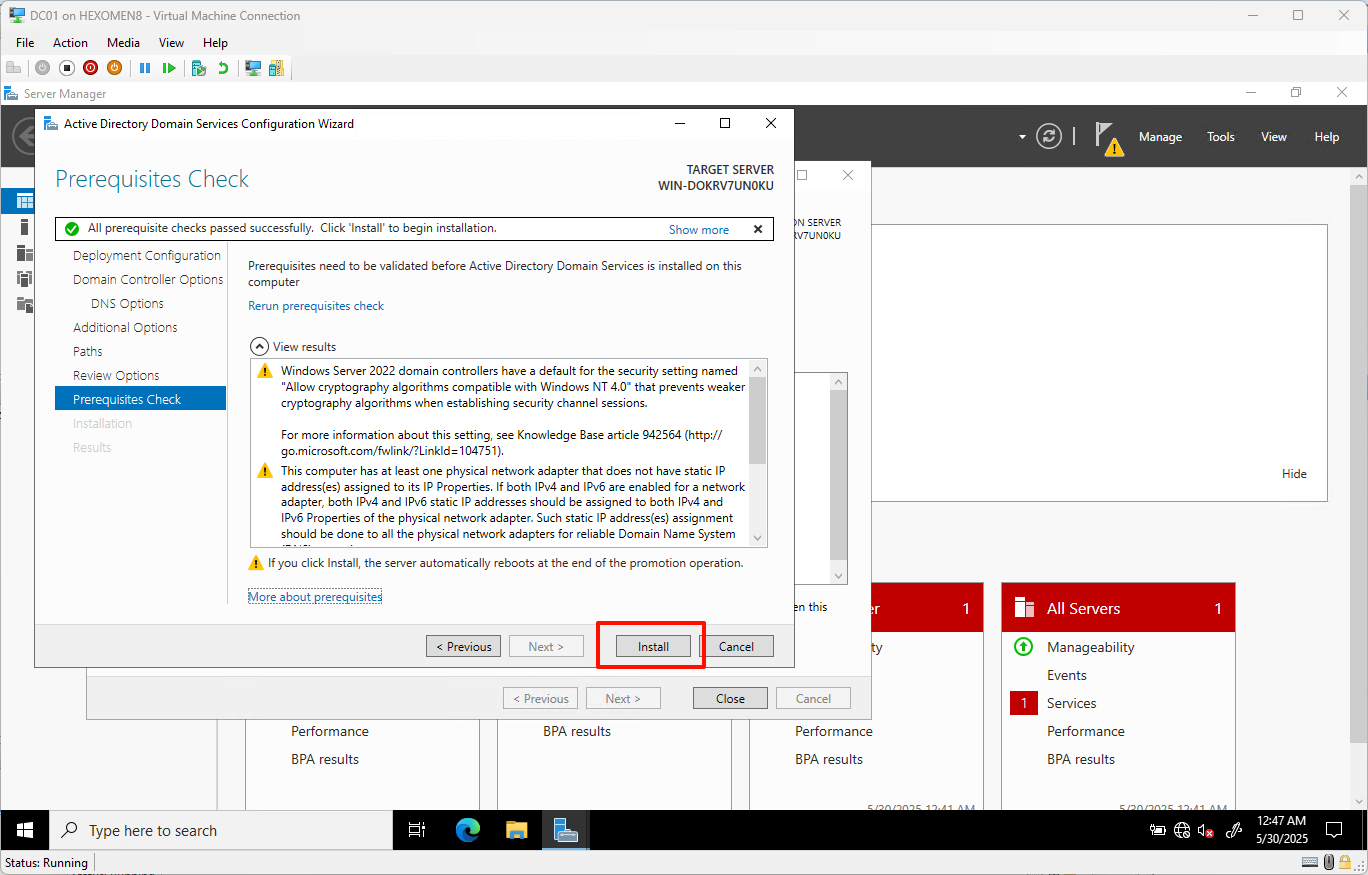 DC01 on HEXOMEN8 - Virtual Machine Connection
File Action Media View Help
Server Manager
Manage Tools View Help
Active Directory Domain Services Configuration Wizard
Prerequisites Check
TARGET SERVER
WIN-DOKRV7UN0KU
ON SERVER
RV7UN0KU
All prerequisite checks passed successfully. Click 'Install' to begin installation.
Show more
Deployment Configuration
Domain Controller Options
DNS Options
Additional Options
Paths
Review Options
Prerequisites Check
Installation
Results
Prerequisites need to be validated before Active Directory Domain Services is installed on this
computer
Rerun prerequisites check
View results
Windows Server 2022 domain controllers have a default for the security setting named
"Allow cryptography algorithms compatible with Windows NT 4.0" that prevents weaker
cryptography algorithms when establishing security channel sessions.
For more information about this setting, see Knowledge Base article 942564 (http://
go.microsoft.com/fwlink/?LinkId=104751).
This computer has at least one physical network adapter that does not have static IP
address(es) assigned to its IP Properties. If both IPv4 and IPv6 are enabled for a network
adapter, both IPv4 and IPv6 static IP addresses should be assigned to both IPv4 and
IPv6 Properties of the physical network adapter. Such static IP address(es) assignment
should be done to all the physical network adapters for reliable Domain Name System
If you click Install, the server automatically reboots at the end of the promotion operation.
More about prerequisites
< Previous
Next >
Install
Cancel
Hide
en this
< Previous
Next >
Close
Cancel
er 1
ty
All Servers 1
Manageability
Events
1 Services
Performance
BPA results
Performance
BPA results
BPA results
Performance
BPA results
5/30/2025 12:41 AM
5/30/2025 12:41 AM
Type here to search
12:47 AM
5/30/2025
Status: Running